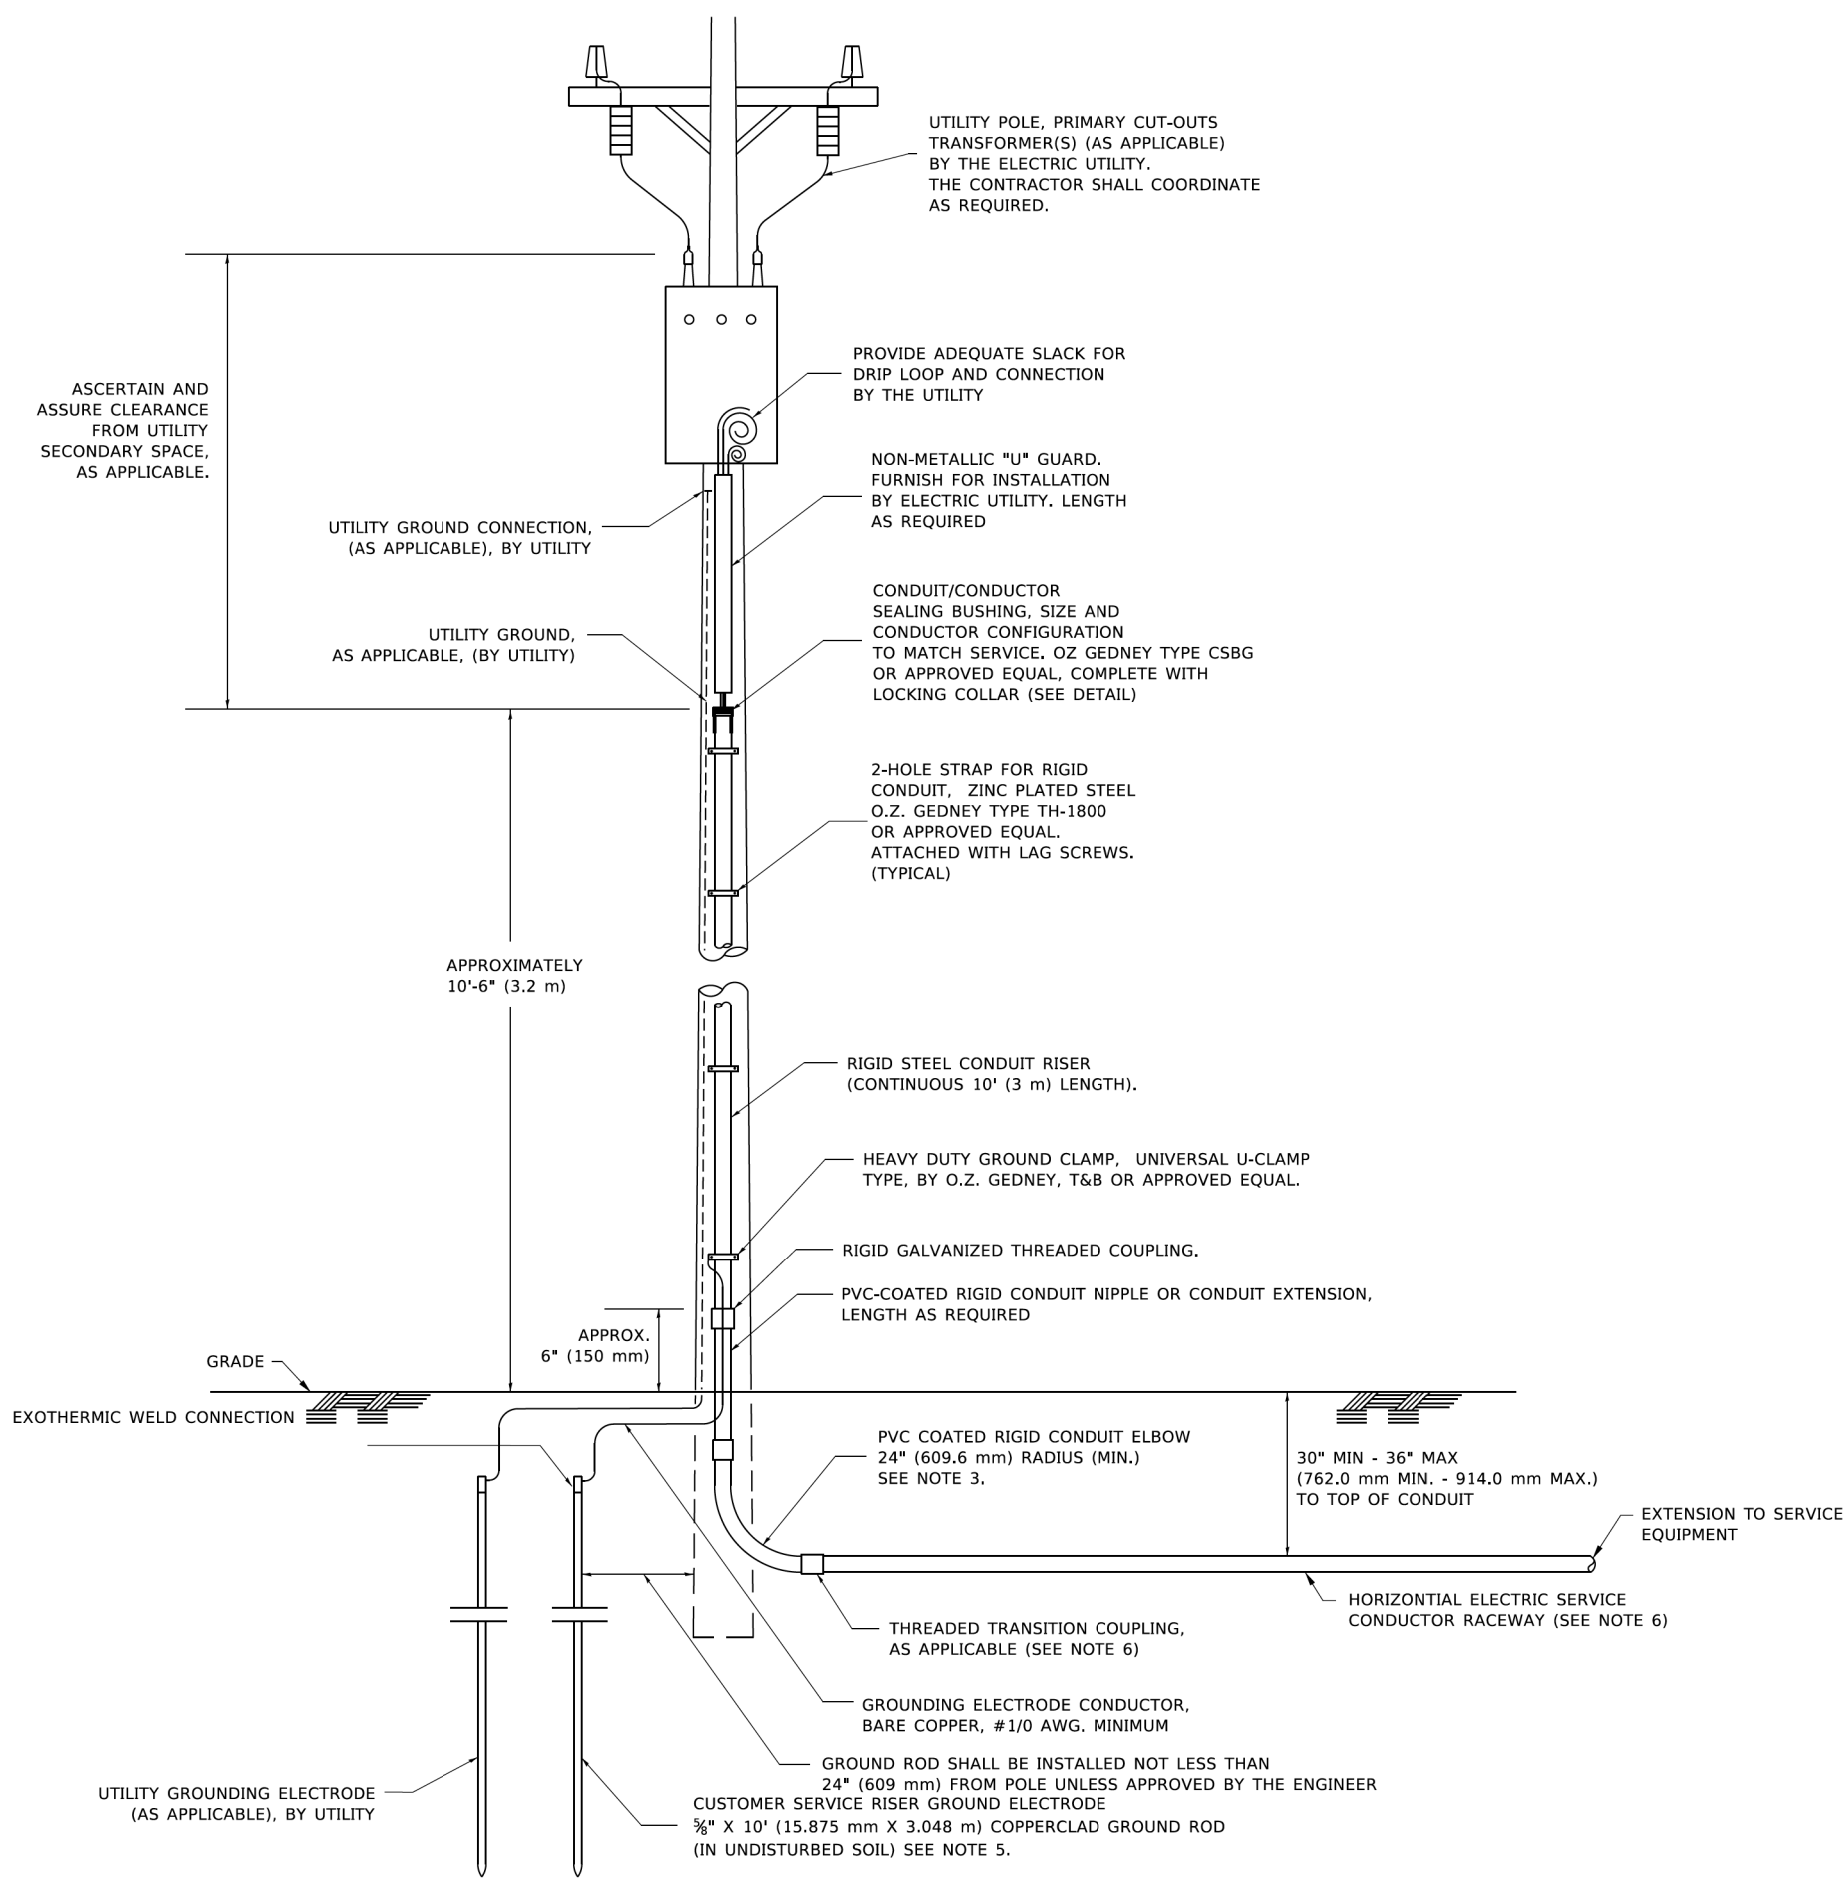 UTILITY POLE, PRIMARY CUT-OUTS
TRANSFORMER(S) (AS APPLICABLE)
BY THE ELECTRIC UTILITY.
THE CONTRACTOR SHALL COORDINATE
AS REQUIRED.
PROVIDE ADEQUATE SLACK FOR
DRIP LOOP AND CONNECTION
BY THE UTILITY
ASCERTAIN AND
ASSURE CLEARANCE
FROM UTILITY
SECONDARY SPACE,
AS APPLICABLE.
NON-METALLIC "U" GUARD.
FURNISH FOR INSTALLATION
BY ELECTRIC UTILITY. LENGTH
AS REQUIRED
UTILITY GROUND CONNECTION,
(AS APPLICABLE), BY UTILITY
CONDUIT/CONDUCTOR
SEALING BUSHING, SIZE AND
CONDUCTOR CONFIGURATION
TO MATCH SERVICE. OZ GEDNEY TYPE CSBG
OR APPROVED EQUAL, COMPLETE WITH
LOCKING COLLAR (SEE DETAIL)
UTILITY GROUND,
AS APPLICABLE, (BY UTILITY)
2-HOLE STRAP FOR RIGID
CONDUIT, ZINC PLATED STEEL
O.Z. GEDNEY TYPE TH-1800
OR APPROVED EQUAL.
ATTACHED WITH LAG SCREWS.
(TYPICAL)
APPROXIMATELY
10'-6" (3.2 m)
RIGID STEEL CONDUIT RISER
(CONTINUOUS 10' (3 m) LENGTH).
HEAVY DUTY GROUND CLAMP, UNIVERSAL U-CLAMP
TYPE, BY O.Z. GEDNEY, T&B OR APPROVED EQUAL.
RIGID GALVANIZED THREADED COUPLING.
PVC-COATED RIGID CONDUIT NIPPLE OR CONDUIT EXTENSION,
LENGTH AS REQUIRED
APPROX.
6" (150 mm)
GRADE
EXOTHERMIC WELD CONNECTION
PVC COATED RIGID CONDUIT ELBOW
24" (609.6 mm) RADIUS (MIN.)
SEE NOTE 3.
30" MIN - 36" MAX
(762.0 mm MIN. - 914.0 mm MAX.)
TO TOP OF CONDUIT
EXTENSION TO SERVICE
EQUIPMENT
HORIZONTIAL ELECTRIC SERVICE
CONDUCTOR RACEWAY (SEE NOTE 6)
THREADED TRANSITION COUPLING,
AS APPLICABLE (SEE NOTE 6)
GROUNDING ELECTRODE CONDUCTOR,
BARE COPPER, #1/0 AWG. MINIMUM
GROUND ROD SHALL BE INSTALLED NOT LESS THAN
24" (609 mm) FROM POLE UNLESS APPROVED BY THE ENGINEER
UTILITY GROUNDING ELECTRODE
(AS APPLICABLE), BY UTILITY
CUSTOMER SERVICE RISER GROUND ELECTRODE
⅝" X 10' (15.875 mm X 3.048 m) COPPERCLAD GROUND ROD
(IN UNDISTURBED SOIL) SEE NOTE 5.